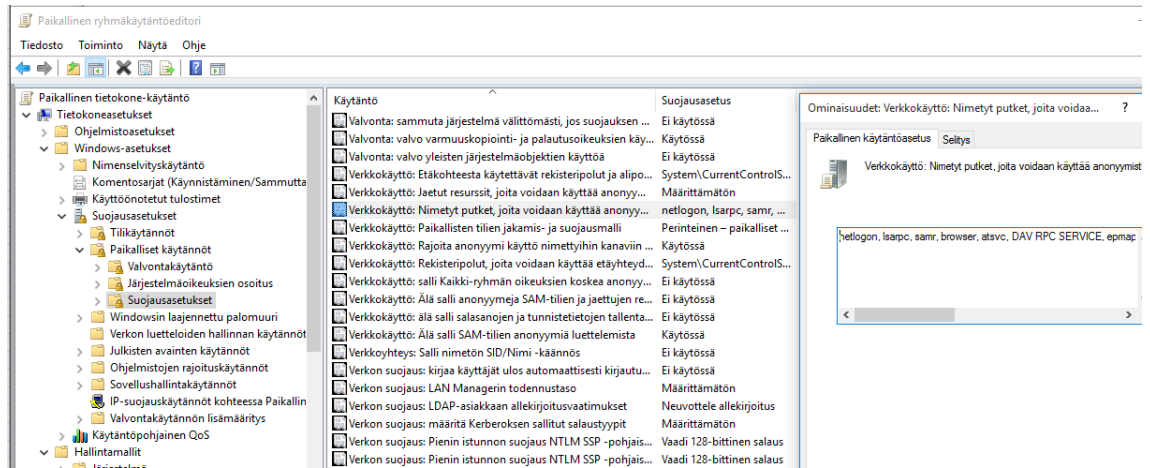 Paikallinen ryhmäkäytäntöeditori
Tiedosto Toiminto Näytä Ohje
Paikallinen tietokone-käytäntö
Tietokoneasetukset
Ohjelmistoasetukset
Windows-asetukset
Nimenselvityskäytäntö
Komentosarjat (Käynnistäminen/Sammutta
Käyttöönotetut tulostimet
Suojausasetukset
Tilikäytännöt
Paikalliset käytännöt
Valvontakäytäntö
Järjestelmäoikeuksien osoitus
Suojausasetukset
Windowsin laajennettu palomuuri
Verkon luetteloiden hallinnan käytännöt
Julkisten avainten käytännöt
Ohjelmistojen rajoituskäytännöt
Sovellushallintakäytännöt
IP-suojauskäytännöt kohteessa Paikallin
Valvontakäytännön lisämääritys
Käytäntöpohjainen QoS
Hallintamallit
Järjestelmä
Käytäntö Suojausasetus
Valvonta: sammuta järjestelmä välittömästi, jos suojauksen ... Ei käytössä
Valvonta: valvo varmuuskopiointi- ja palautusoikeuksien käy... Käytössä
Valvonta: valvo yleisten järjestelmäobjektien käyttöä Ei käytössä
Verkkokäyttö: Etäkohteesta käytettävät rekisteripolut ja alipo... System\CurrentControlS...
Verkkokäyttö: Jaetut resurssit, joita voidaan käyttää anonyy... Määrittämätön
Verkkokäyttö: Nimetyt putket, joita voidaan käyttää anonyy... netlogon, lsarpc, samr, ...
Verkkokäyttö: Paikallisten tilien jakamis- ja suojausmalli Perinteinen – paikalliset ...
Verkkokäyttö: Rajoita anonyymi käyttö nimettyihin kanaviin ... Käytössä
Verkkokäyttö: Rekisteripolut, joita voidaan käyttää etäyhteyd... System\CurrentControlS...
Verkkokäyttö: salli Kaikki-ryhmän oikeuksien koskea anonyy... Ei käytössä
Verkkokäyttö: Älä salli anonyymeja SAM-tilien ja jaettujen re... Ei käytössä
Verkkokäyttö: älä salli salasanojen ja tunnistetietojen tallenta... Ei käytössä
Verkkokäyttö: Älä salli SAM-tilien anonyymiä luettelemista Käytössä
Verkkoyhteys: Salli nimetön SID/Nimi -käännös Ei käytössä
Verkon suojaus: kirjaa käyttäjät ulos automaattisesti kirjautu... Ei käytössä
Verkon suojaus: LAN Managerin todennustaso Määrittämätön
Verkon suojaus: LDAP-asiakkaan allekirjoitusvaatimukset Neuvottele allekirjoitus
Verkon suojaus: määritä Kerberoksen sallitut salaustyypit Määrittämätön
Verkon suojaus: Pienin istunnon suojaus NTLM SSP -pohjais... Vaadi 128-bittinen salaus
Verkon suojaus: Pienin istunnon suojaus NTLM SSP -pohjais... Vaadi 128-bittinen salaus
Ominaisuudet: Verkkokäyttö: Nimetyt putket, joita voidaa... ?
Paikallinen käytäntöasetus Selitys
Verkkokäyttö: Nimetyt putket, joita voidaan käyttää anonyymist
netlogon, lsarpc, samr, browser, atsvc, DAV RPC SERVICE, epmap